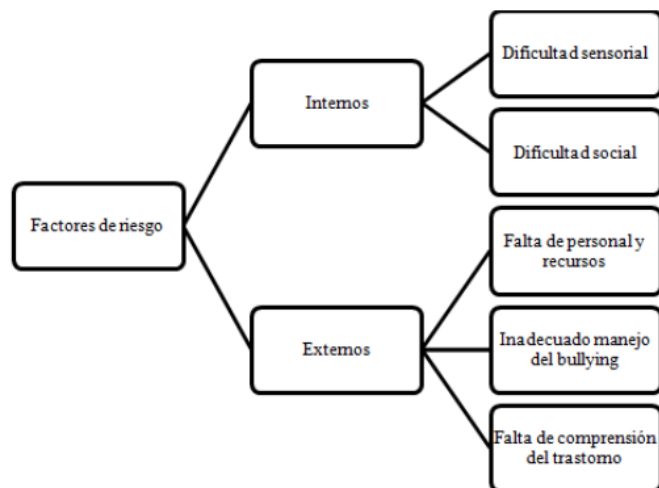 Factores de riesgo
Internos
Dificultad sensorial
Dificultad social
Externos
Falta de personal y
recursos
Inadecuado manejo
del bullying
Falta de comprensión
del trastorno